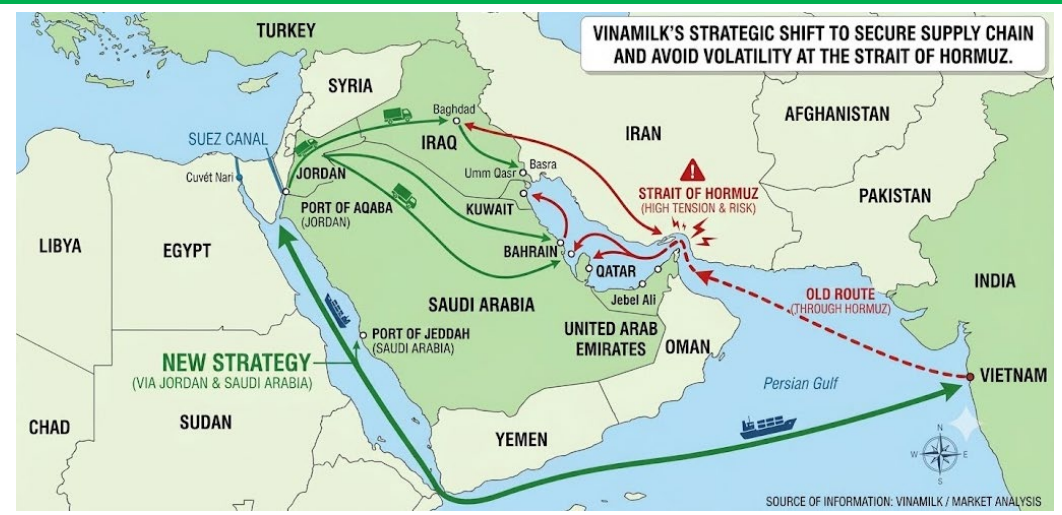 VINAMILK'S STRATEGIC SHIFT TO SECURE SUPPLY CHAIN
AND AVOID VOLATILITY AT THE STRAIT OF HORMUZ.
TURKEY
SYRIA
AFGHANISTAN
Baghdad
IRAN
SUEZ CANAL
IRAQ
Cuvét Nari
JORDAN
Umm Qasr
Basra
STRAIT OF HORMUZ
(HIGH TENSION & RISK)
PAKISTAN
PORT OF AQABA
(JORDAN)
KUWAIT
LIBYA
EGYPT
BAHRAIN
QATAR
INDIA
Jebel Ali
OLD ROUTE
(THROUGH HORMUZ)
SAUDI ARABIA
PORT OF JEDDAH
(SAUDI ARABIA)
UNITED ARAB
EMIRATES
OMAN
NEW STRATEGY
(VIA JORDAN & SAUDI ARABIA)
Persian Gulf
VIETNAM
CHAD
SUDAN
YEMEN
N
W
E
S
SOURCE OF INFORMATION: VINAMILK / MARKET ANALYSIS